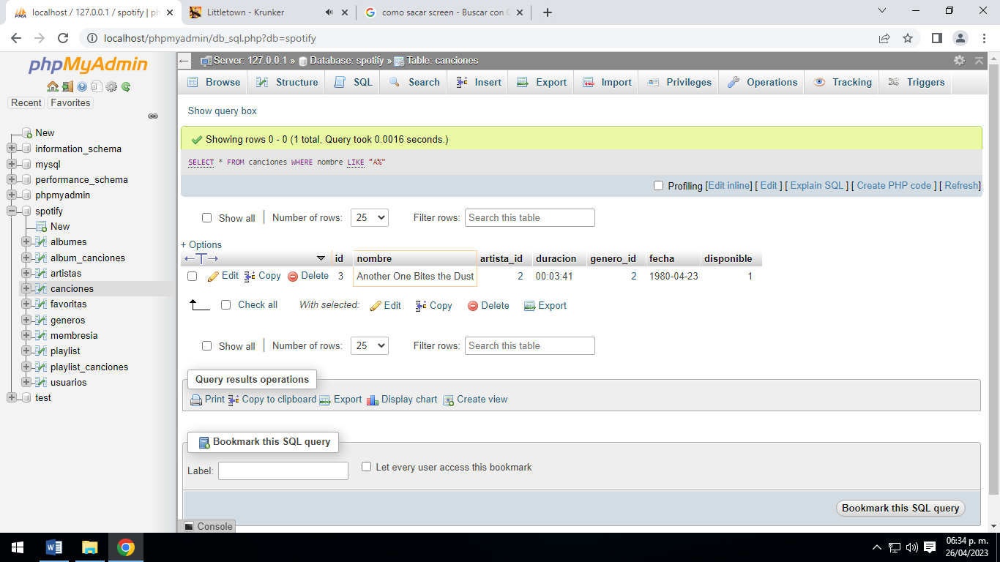 localhost / 127.0.0.1 / spotify | ph
Littletown - Krunker
como sacar screen - Buscar con G
localhost/phpmyadmin/db_sql.php?db=spotify
phpMyAdmin
Recent Favorites
New
information_schema
mysql
performance_schema
phpmyadmin
spotify
New
albumes
album_canciones
artistas
canciones
favoritas
generos
membresia
playlist
playlist_canciones
usuarios
test
Server: 127.0.0.1 » Database: spotify » Table: canciones
Browse Structure SQL Search Insert Export Import Privileges Operations Tracking Triggers
Show query box
Showing rows 0 - 0 (1 total, Query took 0.0016 seconds.)
SELECT * FROM canciones WHERE nombre LIKE "A%"
Profiling [Edit inline] [ Edit ] [ Explain SQL ] [ Create PHP code ] [ Refresh]
Show all Number of rows: 25 Filter rows: Search this table
+ Options
id nombre artista_id duracion genero_id fecha disponible
Edit Copy Delete 3 Another One Bites the Dust 2 00:03:41 2 1980-04-23 1
Check all With selected: Edit Copy Delete Export
Show all Number of rows: 25 Filter rows: Search this table
Query results operations
Print Copy to clipboard Export Display chart Create view
Bookmark this SQL query
Label: Let every user access this bookmark
Bookmark this SQL query
Console
06:34 p. m.
26/04/2023